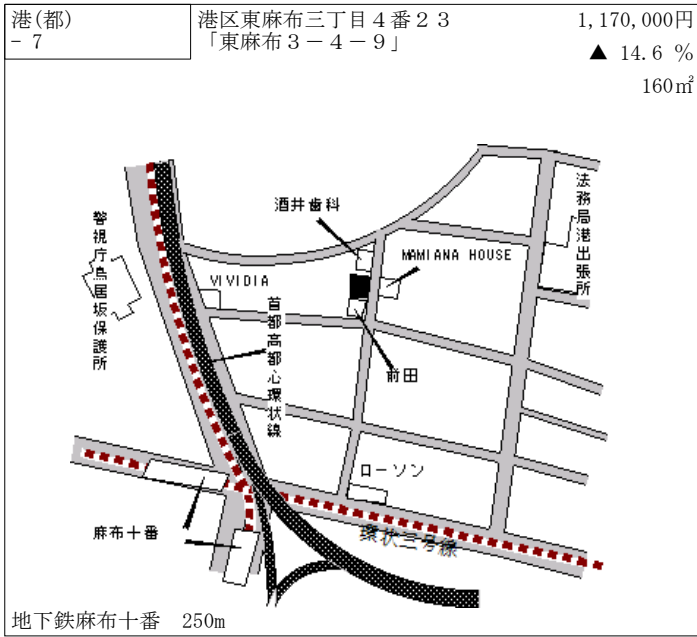 港(都)
- 7
港区東麻布三丁目４番２３
「東麻布３－４－９」
1,170,000円
▲ 14.6 %
160㎡
警視庁鳥居坂保護所
酒井歯科
法務局港出張所
MAMIANA HOUSE
VIVIDIA
首都高都心環状線
前田
ローソン
麻布十番
環状三号線
地下鉄麻布十番　250m